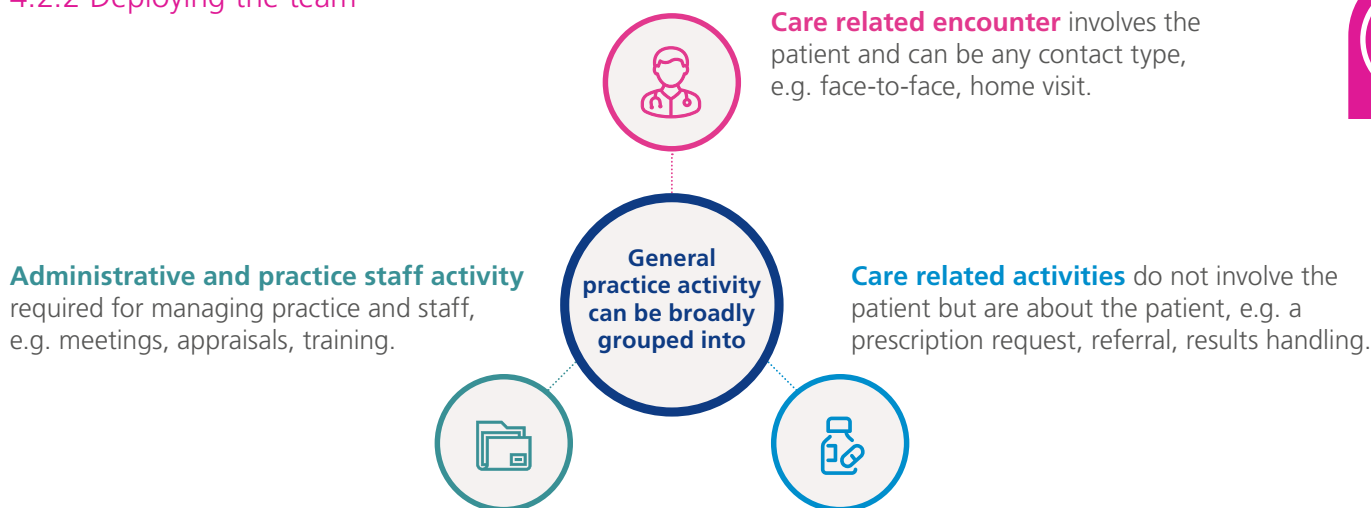 4.2.2 Deploying the team
Care related encounter involves the
patient and can be any contact type,
e.g. face-to-face, home visit.
General
practice activity
can be broadly
grouped into
Administrative and practice staff activity
required for managing practice and staff,
e.g. meetings, appraisals, training.
Care related activities do not involve the
patient but are about the patient, e.g. a
prescription request, referral, results handling.